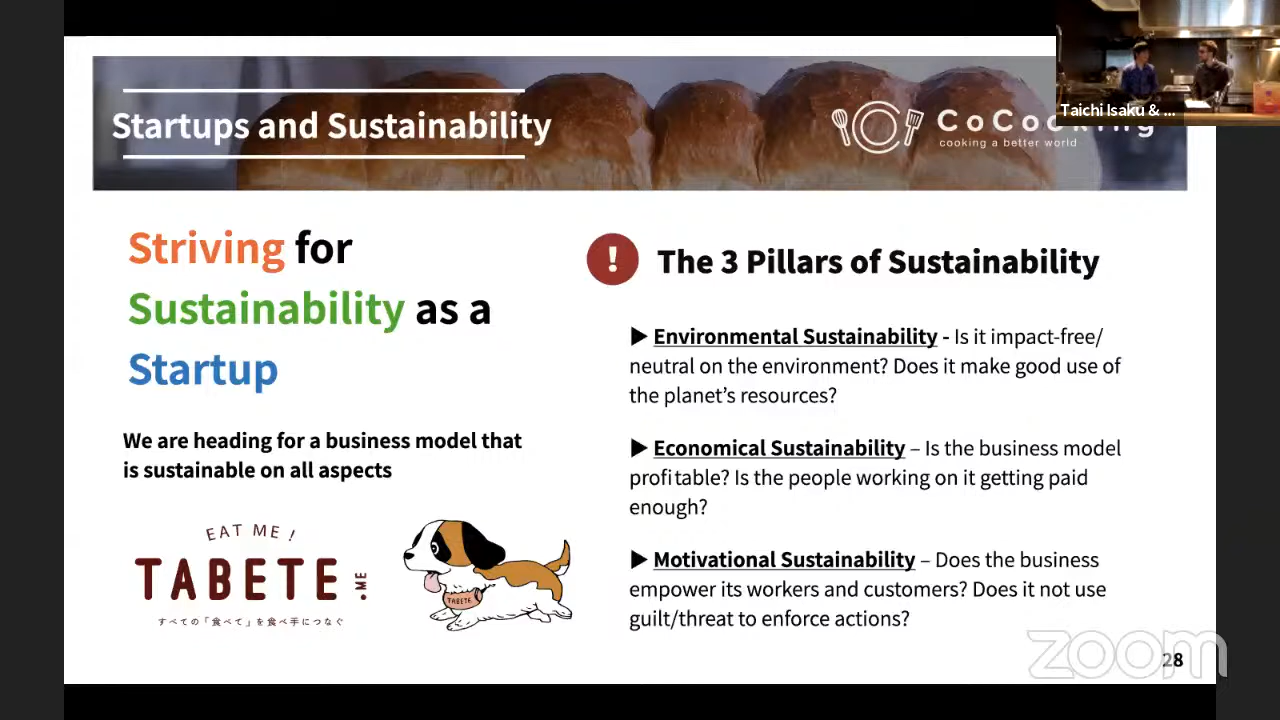 Taichi Isaku & ...
Startups and Sustainability
CoCooking
cooking a better world
Striving for
Sustainability as a
Startup
We are heading for a business model that
is sustainable on all aspects
EAT ME !
TABETE
.ME
すべての「食べて」を食べ手につなぐ
TABETE
! The 3 Pillars of Sustainability
▶ Environmental Sustainability - Is it impact-free/
neutral on the environment? Does it make good use of
the planet's resources?
▶ Economical Sustainability – Is the business model
profitable? Is the people working on it getting paid
enough?
▶ Motivational Sustainability – Does the business
empower its workers and customers? Does it not use
guilt/threat to enforce actions?
zoom
28